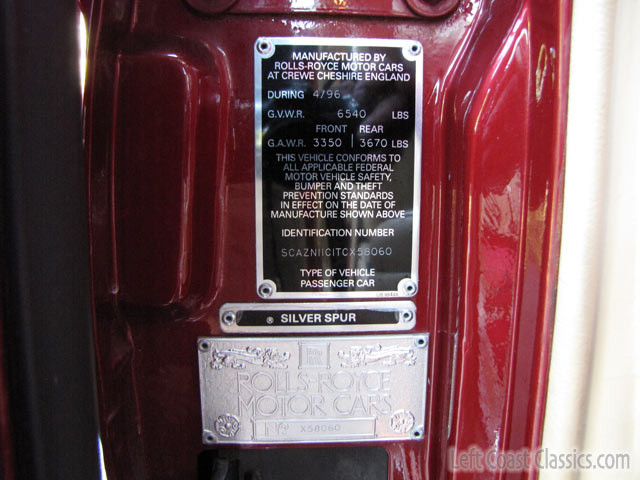 MANUFACTURED BY
ROLLS-ROYCE MOTOR CARS
AT CREWE CHESHIRE ENGLAND
DURING 4/96
G.V.W.R. 6540 LBS
FRONT REAR
G.A.W.R. 3350 3670 LBS
THIS VEHICLE CONFORMS TO
ALL APPLICABLE FEDERAL
MOTOR VEHICLE SAFETY,
BUMPER AND THEFT
PREVENTION STANDARDS
IN EFFECT ON THE DATE OF
MANUFACTURE SHOWN ABOVE
IDENTIFICATION NUMBER
SCAZN11C1TCX58060
TYPE OF VEHICLE
PASSENGER CAR
® SILVER SPUR
ROLLS-ROYCE
MOTOR CARS
Nº X58060
Left Coast Classics.com